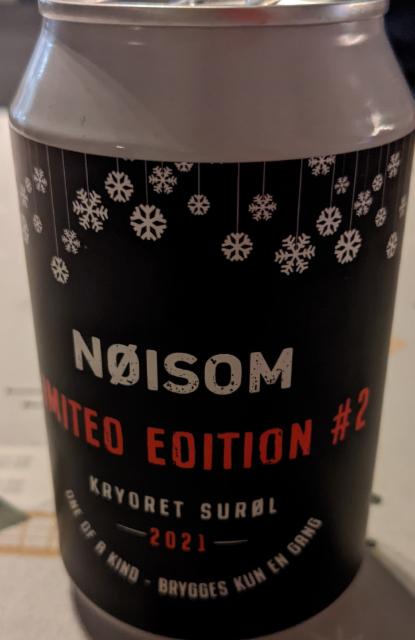 NØISOM
LIMITED EDITION #2
KRYDRET SURØL
2021
ONE OF A KIND - BRYGGES KUN EN GANG